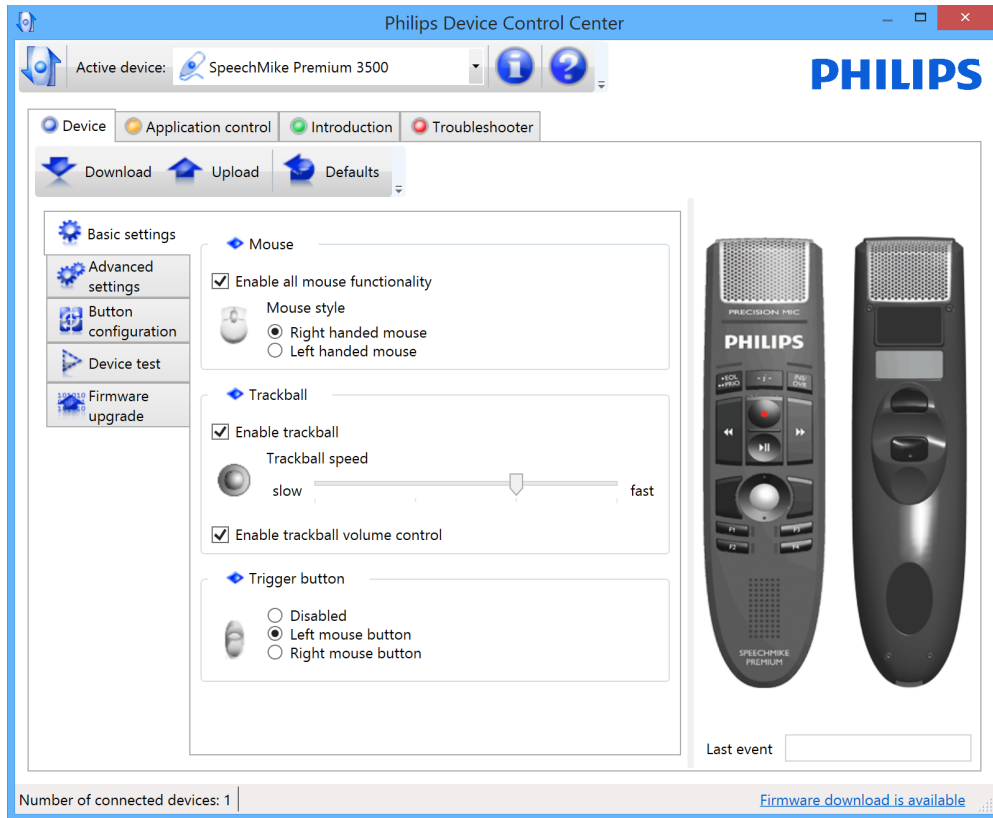 Philips Device Control Center
Active device: SpeechMike Premium 3500
PHILIPS
Device
Application control
Introduction
Troubleshooter
Download
Upload
Defaults
Basic settings
Advanced
settings
Button
configuration
Device test
Firmware
upgrade
Mouse
Enable all mouse functionality
Mouse style
Right handed mouse
Left handed mouse
Trackball
Enable trackball
Trackball speed
slow
fast
Enable trackball volume control
Trigger button
Disabled
Left mouse button
Right mouse button
PRECISION MIC
PHILIPS
EOL
PRIO
- i -
INS/
OVR
F1
F3
F2
F4
SPEECHMIKE
PREMIUM
Last event
Number of connected devices: 1
Firmware download is available